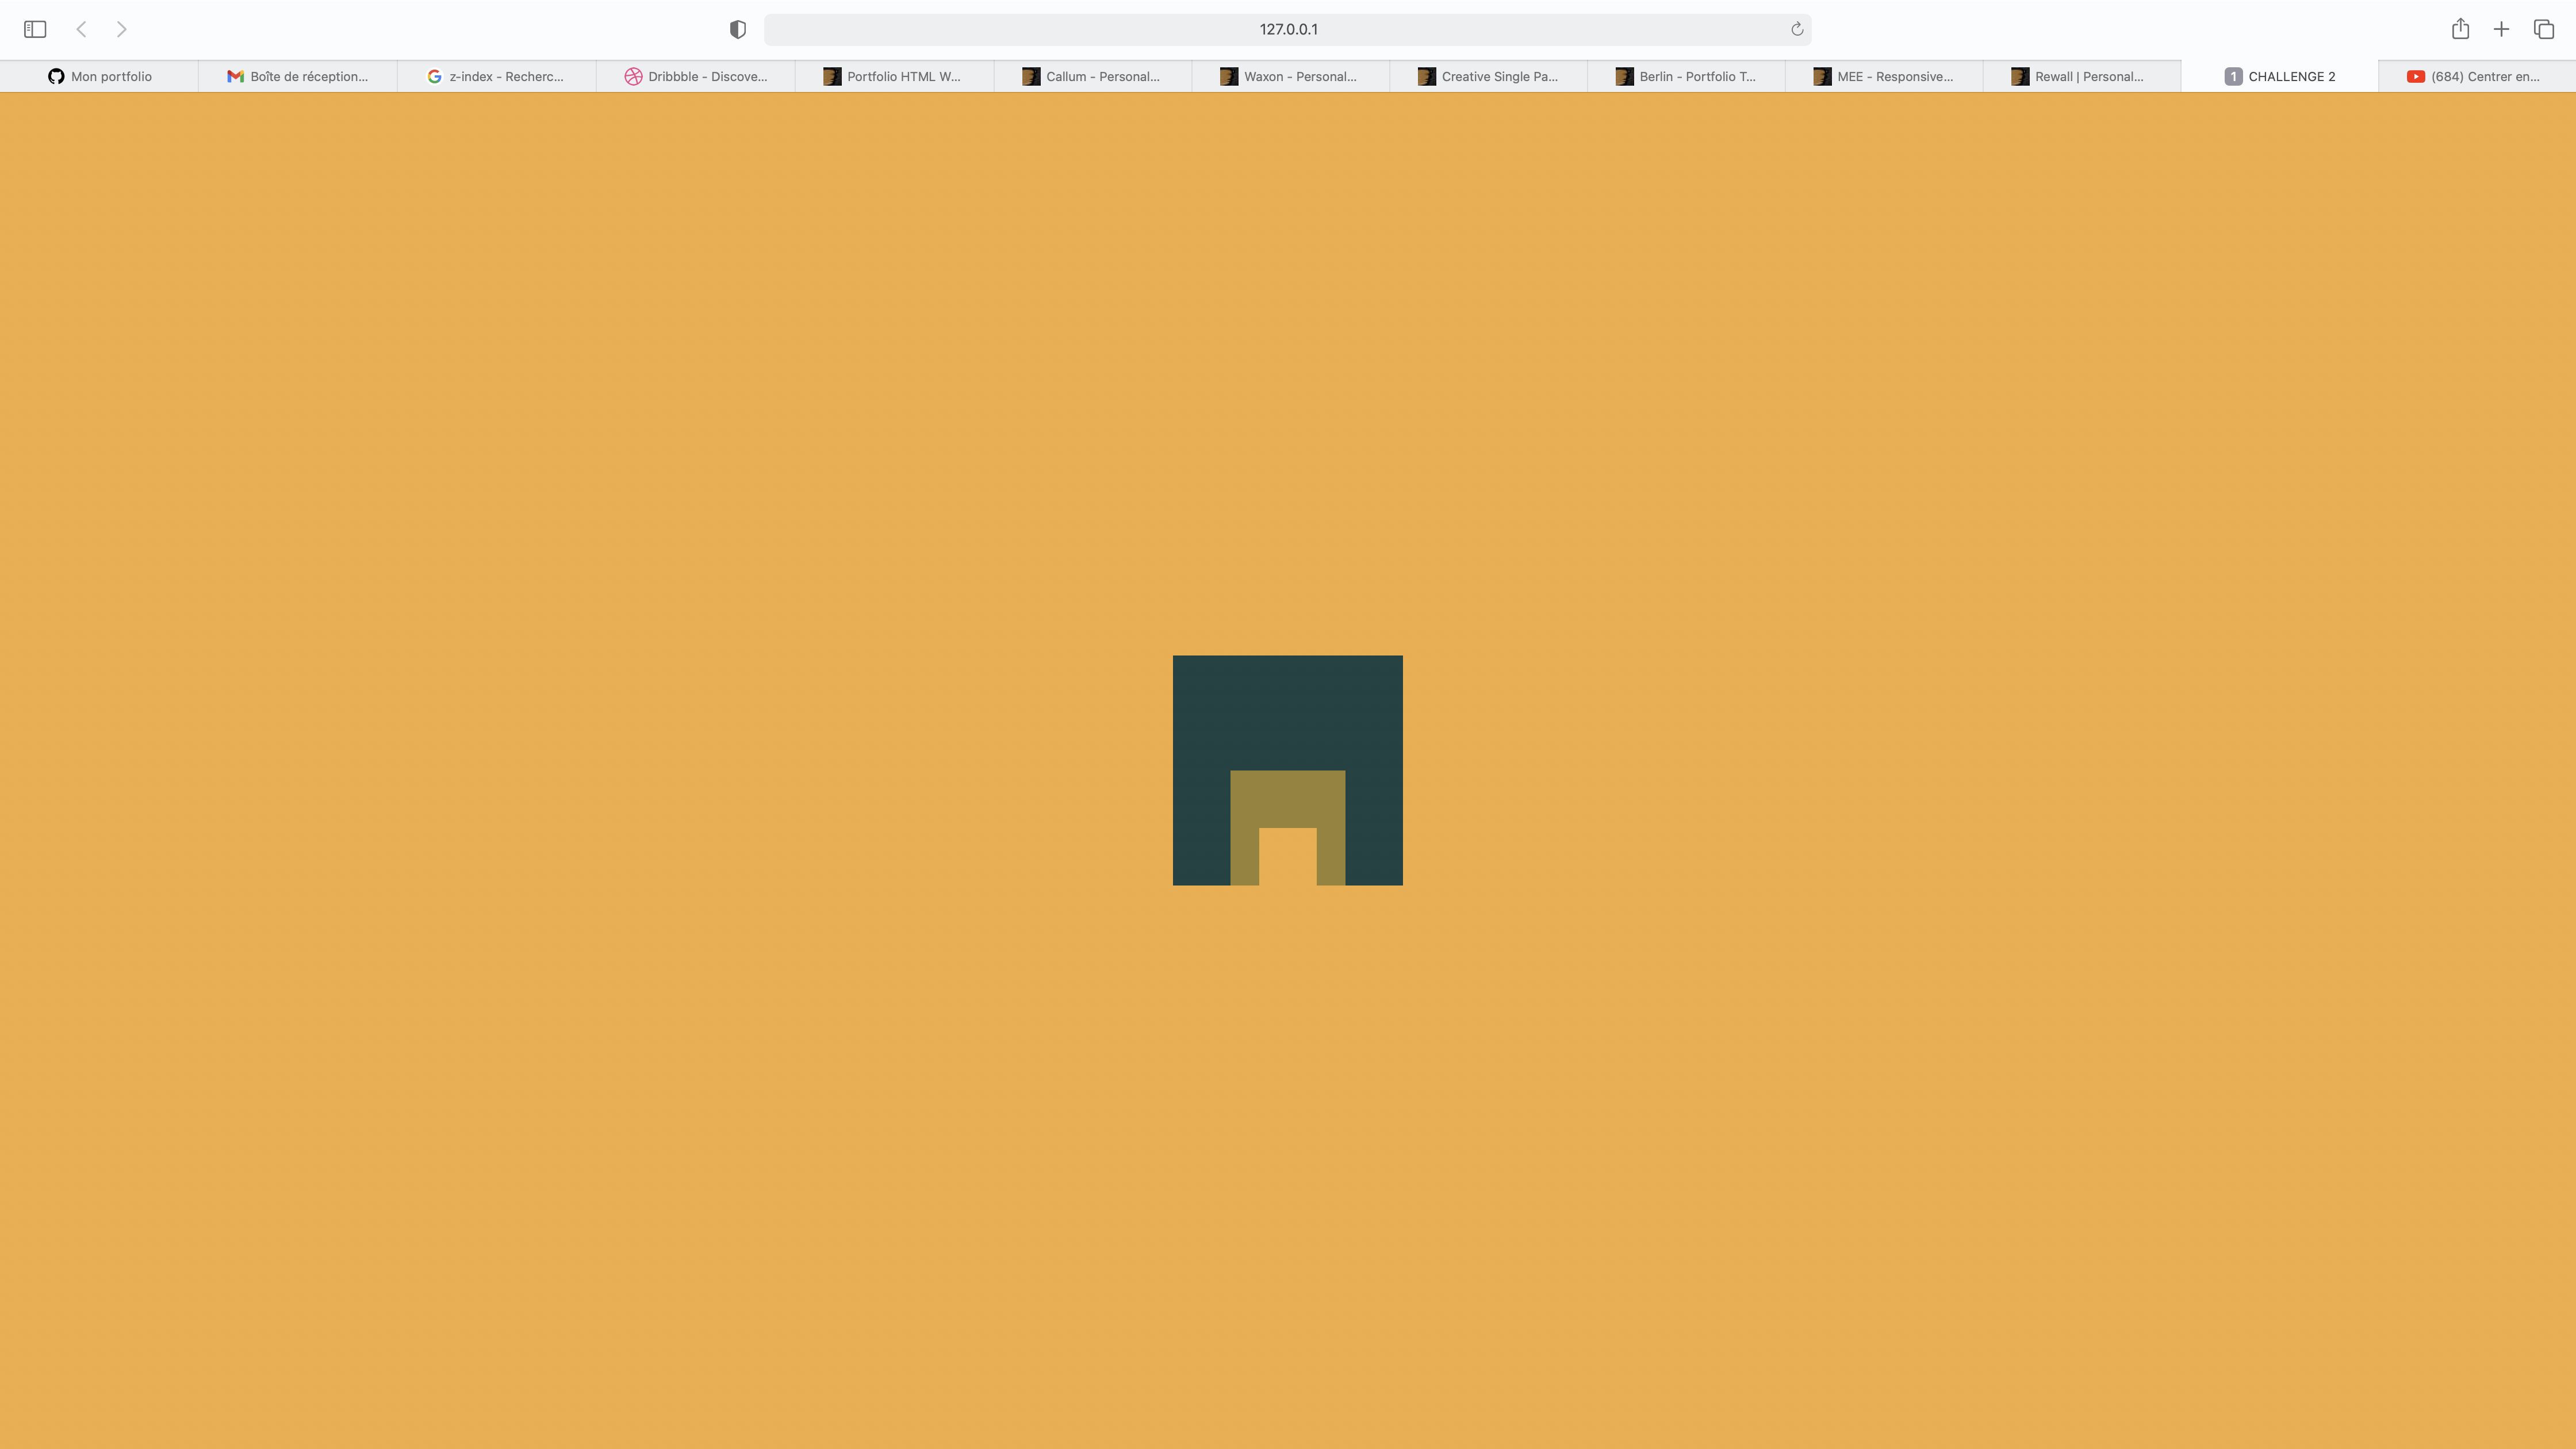 127.0.0.1
Mon portfolio
Boîte de réception...
z-index - Recherc...
Dribbble - Discove...
Portfolio HTML W...
Callum - Personal...
Waxon - Personal...
Creative Single Pa...
Berlin - Portfolio T...
MEE - Responsive...
Rewall | Personal...
1 CHALLENGE 2
(684) Centrer en...